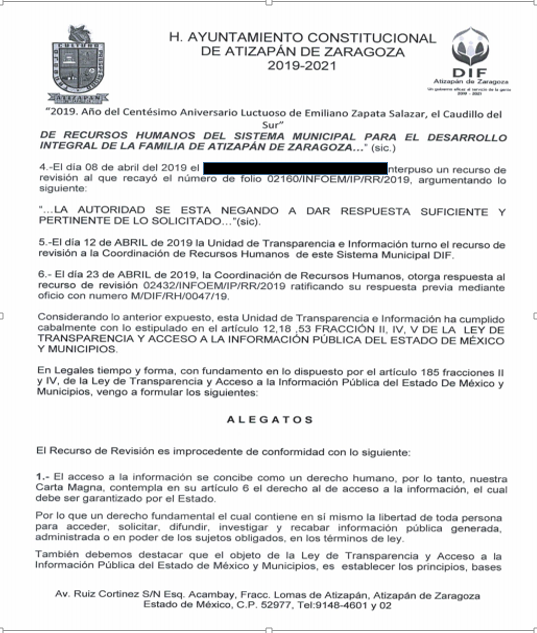 H. AYUNTAMIENTO CONSTITUCIONAL
DE ATIZAPÁN DE ZARAGOZA
2019-2021
ATIZAPAN
DIF
Atizapán de Zaragoza
Un gobierno eficaz al servicio de la gente
2019 - 2021
"2019. Año del Centésimo Aniversario Luctuoso de Emiliano Zapata Salazar, el Caudillo del
Sur"
DE RECURSOS HUMANOS DEL SISTEMA MUNICIPAL PARA EL DESARROLLO
INTEGRAL DE LA FAMILIA DE ATIZAPÁN DE ZARAGOZA..." (sic.)
4.-El día 08 de abril del 2019 el nterpuso un recurso de
revisión al que recayó el número de folio 02160/INFOEM/IP/RR/2019, argumentando lo
siguiente:
"...LA AUTORIDAD SE ESTA NEGANDO A DAR RESPUESTA SUFICIENTE Y
PERTINENTE DE LO SOLICITADO..."(sic).
5.-El día 12 de ABRIL de 2019 la Unidad de Transparencia e Información turno el recurso de
revisión a la Coordinación de Recursos Humanos de este Sistema Municipal DIF.
6.- El día 23 de ABRIL de 2019, la Coordinación de Recursos Humanos, otorga respuesta al
recurso de revisión 02432/INFOEM/IP/RR/2019 ratificando su respuesta previa mediante
oficio con numero M/DIF/RH/0047/19.
Considerando lo anterior expuesto, esta Unidad de Transparencia e Información ha cumplido
cabalmente con lo estipulado en el artículo 12,18 ,53 FRACCIÓN II, IV, V DE LA LEY DE
TRANSPARENCIA Y ACCESO A LA INFORMACIÓN PÚBLICA DEL ESTADO DE MÉXICO
Y MUNICIPIOS.
En Legales tiempo y forma, con fundamento en lo dispuesto por el artículo 185 fracciones II
y IV, de la Ley de Transparencia y Acceso a la Información Pública del Estado De México y
Municipios, vengo a formular los siguientes:
A L E G A T O S
El Recurso de Revisión es improcedente de conformidad con lo siguiente:
1.- El acceso a la información se concibe como un derecho humano, por lo tanto, nuestra
Carta Magna, contempla en su artículo 6 el derecho al de acceso a la información, el cual
debe ser garantizado por el Estado.
Por lo que un derecho fundamental el cual contiene en sí mismo la libertad de toda persona
para acceder, solicitar, difundir, investigar y recabar información pública generada,
administrada o en poder de los sujetos obligados, en los términos de ley.
También debemos destacar que el objeto de la Ley de Transparencia y Acceso a la
Información Pública del Estado de México y Municipios, es establecer los principios, bases
Av. Ruiz Cortinez S/N Esq. Acambay, Fracc. Lomas de Atizapán, Atizapán de Zaragoza
Estado de México, C.P. 52977, Tel:9148-4601 y 02